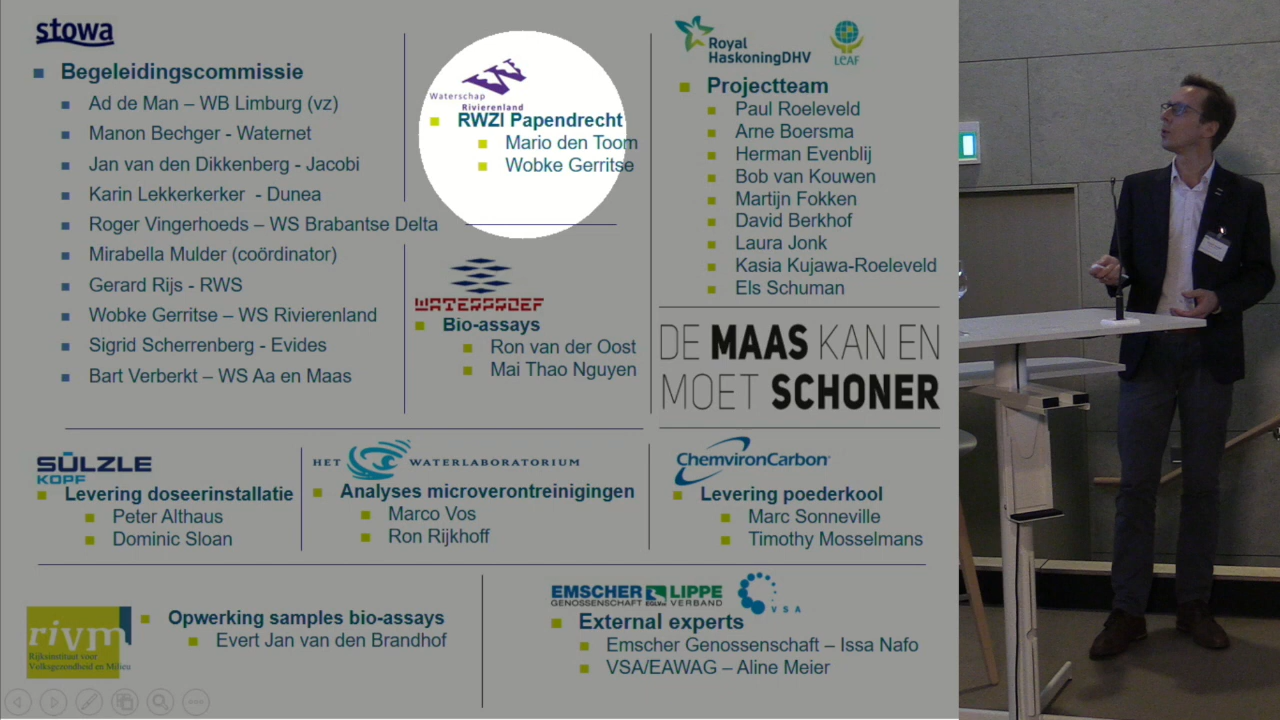 stowa
Begeleidingscommissie
Ad de Man – WB Limburg (vz)
Manon Bechger - Waternet
Jan van den Dikkenberg - Jacobi
Karin Lekkerkerker - Dunea
Roger Vingerhoeds – WS Brabantse Delta
Mirabella Mulder (coördinator)
Gerard Rijs - RWS
Wobke Gerritse – WS Rivierenland
Sigrid Scherrenberg - Evides
Bart Verberkt – WS Aa en Maas
Waterschap
Rivierenland
RWZI Papendrecht
Mario den Toom
Wobke Gerritse
WATERPROEF
Bio-assays
Ron van der Oost
Mai Thao Nguyen
Royal
HaskoningDHV
LeAF
Projectteam
Paul Roeleveld
Arne Boersma
Herman Evenblij
Bob van Kouwen
Martijn Fokken
David Berkhof
Laura Jonk
Kasia Kujawa-Roeleveld
Els Schuman
DE MAAS KAN EN
MOET SCHONER
SÜLZLE
KOPF
Levering doseerinstallatie
Peter Althaus
Dominic Sloan
HET WATERLABORATORIUM
Analyses microverontreinigingen
Marco Vos
Ron Rijkhoff
ChemvironCarbon
Levering poederkool
Marc Sonneville
Timothy Mosselmans
rivm
Rijksinstituut voor
Volksgezondheid en Milieu
Opwerking samples bio-assays
Evert Jan van den Brandhof
EMSCHER LIPPE
GENOSSENSCHAFT EGLV VERBAND
VSA
External experts
Emscher Genossenschaft – Issa Nafo
VSA/EAWAG – Aline Meier